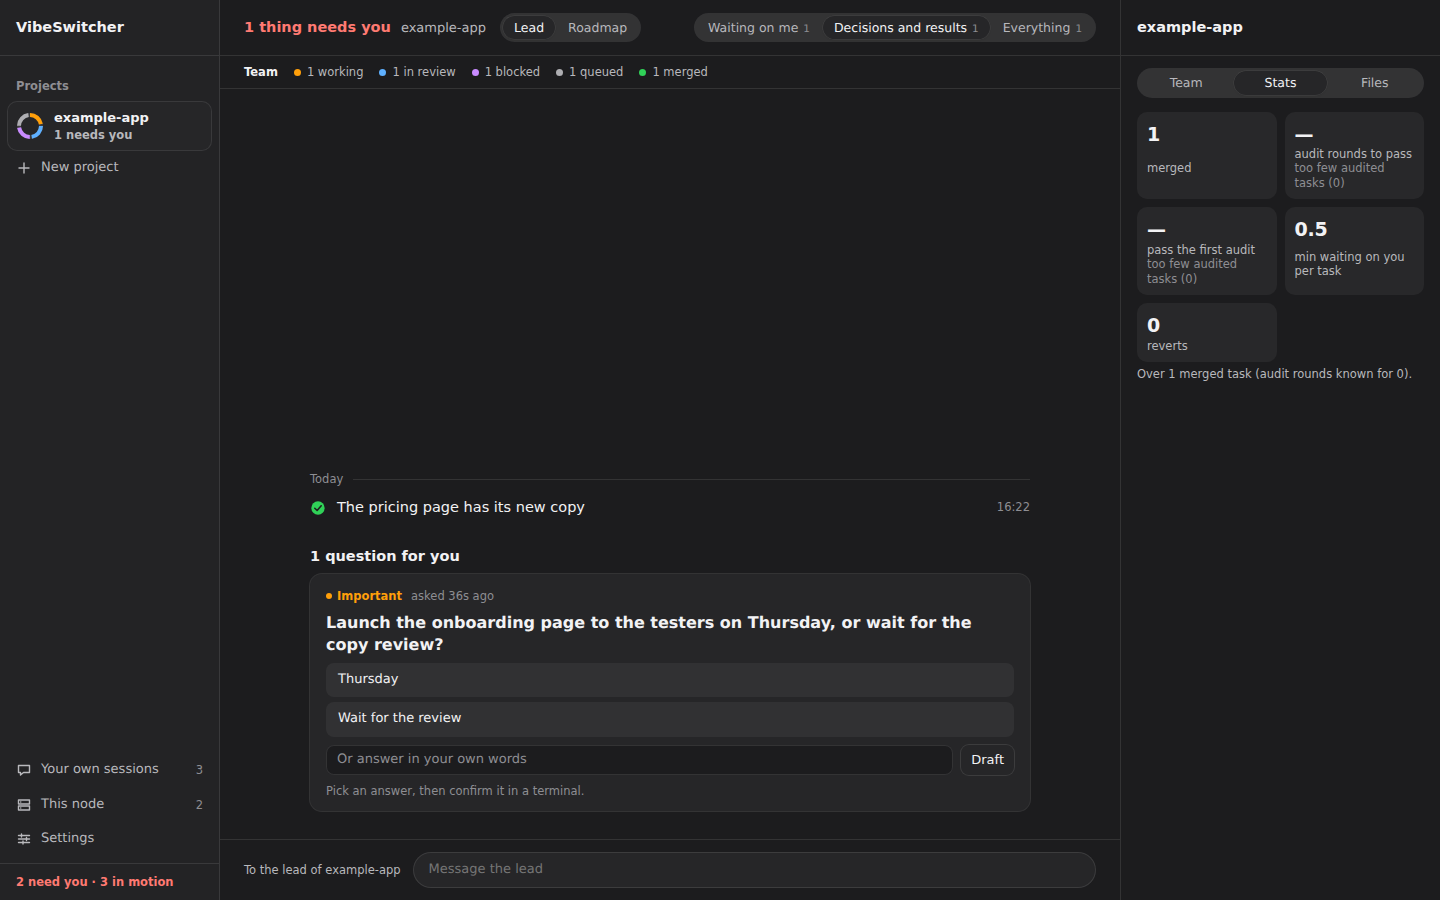 VibeSwitcher
Projects
example-app
1 needs you
New project
Your own sessions 3
This node 2
Settings
2 need you · 3 in motion
1 thing needs you example-app Lead Roadmap Waiting on me 1 Decisions and results 1 Everything 1
Team 1 working 1 in review 1 blocked 1 queued 1 merged
Today
The pricing page has its new copy 16:22
1 question for you
Important asked 36s ago
Launch the onboarding page to the testers on Thursday, or wait for the
copy review?
Thursday
Wait for the review
Or answer in your own words Draft
Pick an answer, then confirm it in a terminal.
To the lead of example-app Message the lead
example-app
Team Stats Files
1
merged
—
audit rounds to pass
too few audited
tasks (0)
—
pass the first audit
too few audited
tasks (0)
0.5
min waiting on you
per task
0
reverts
Over 1 merged task (audit rounds known for 0).